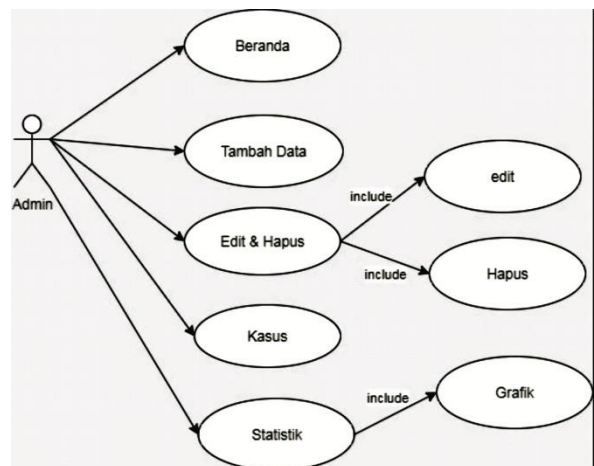 Beranda
Tambah Data
Admin
Edit & Hapus
include
edit
include
Hapus
Kasus
Statistik
include
Grafik